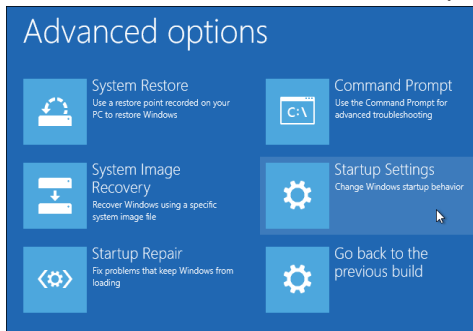 Advanced options
System Restore
Use a restore point recorded on your
PC to restore Windows
Command Prompt
Use the Command Prompt for
advanced troubleshooting
C:\
System Image
Recovery
Recover Windows using a specific
system image file
Startup Settings
Change Windows startup behavior
Startup Repair
Fix problems that keep Windows from
loading
Go back to the
previous build